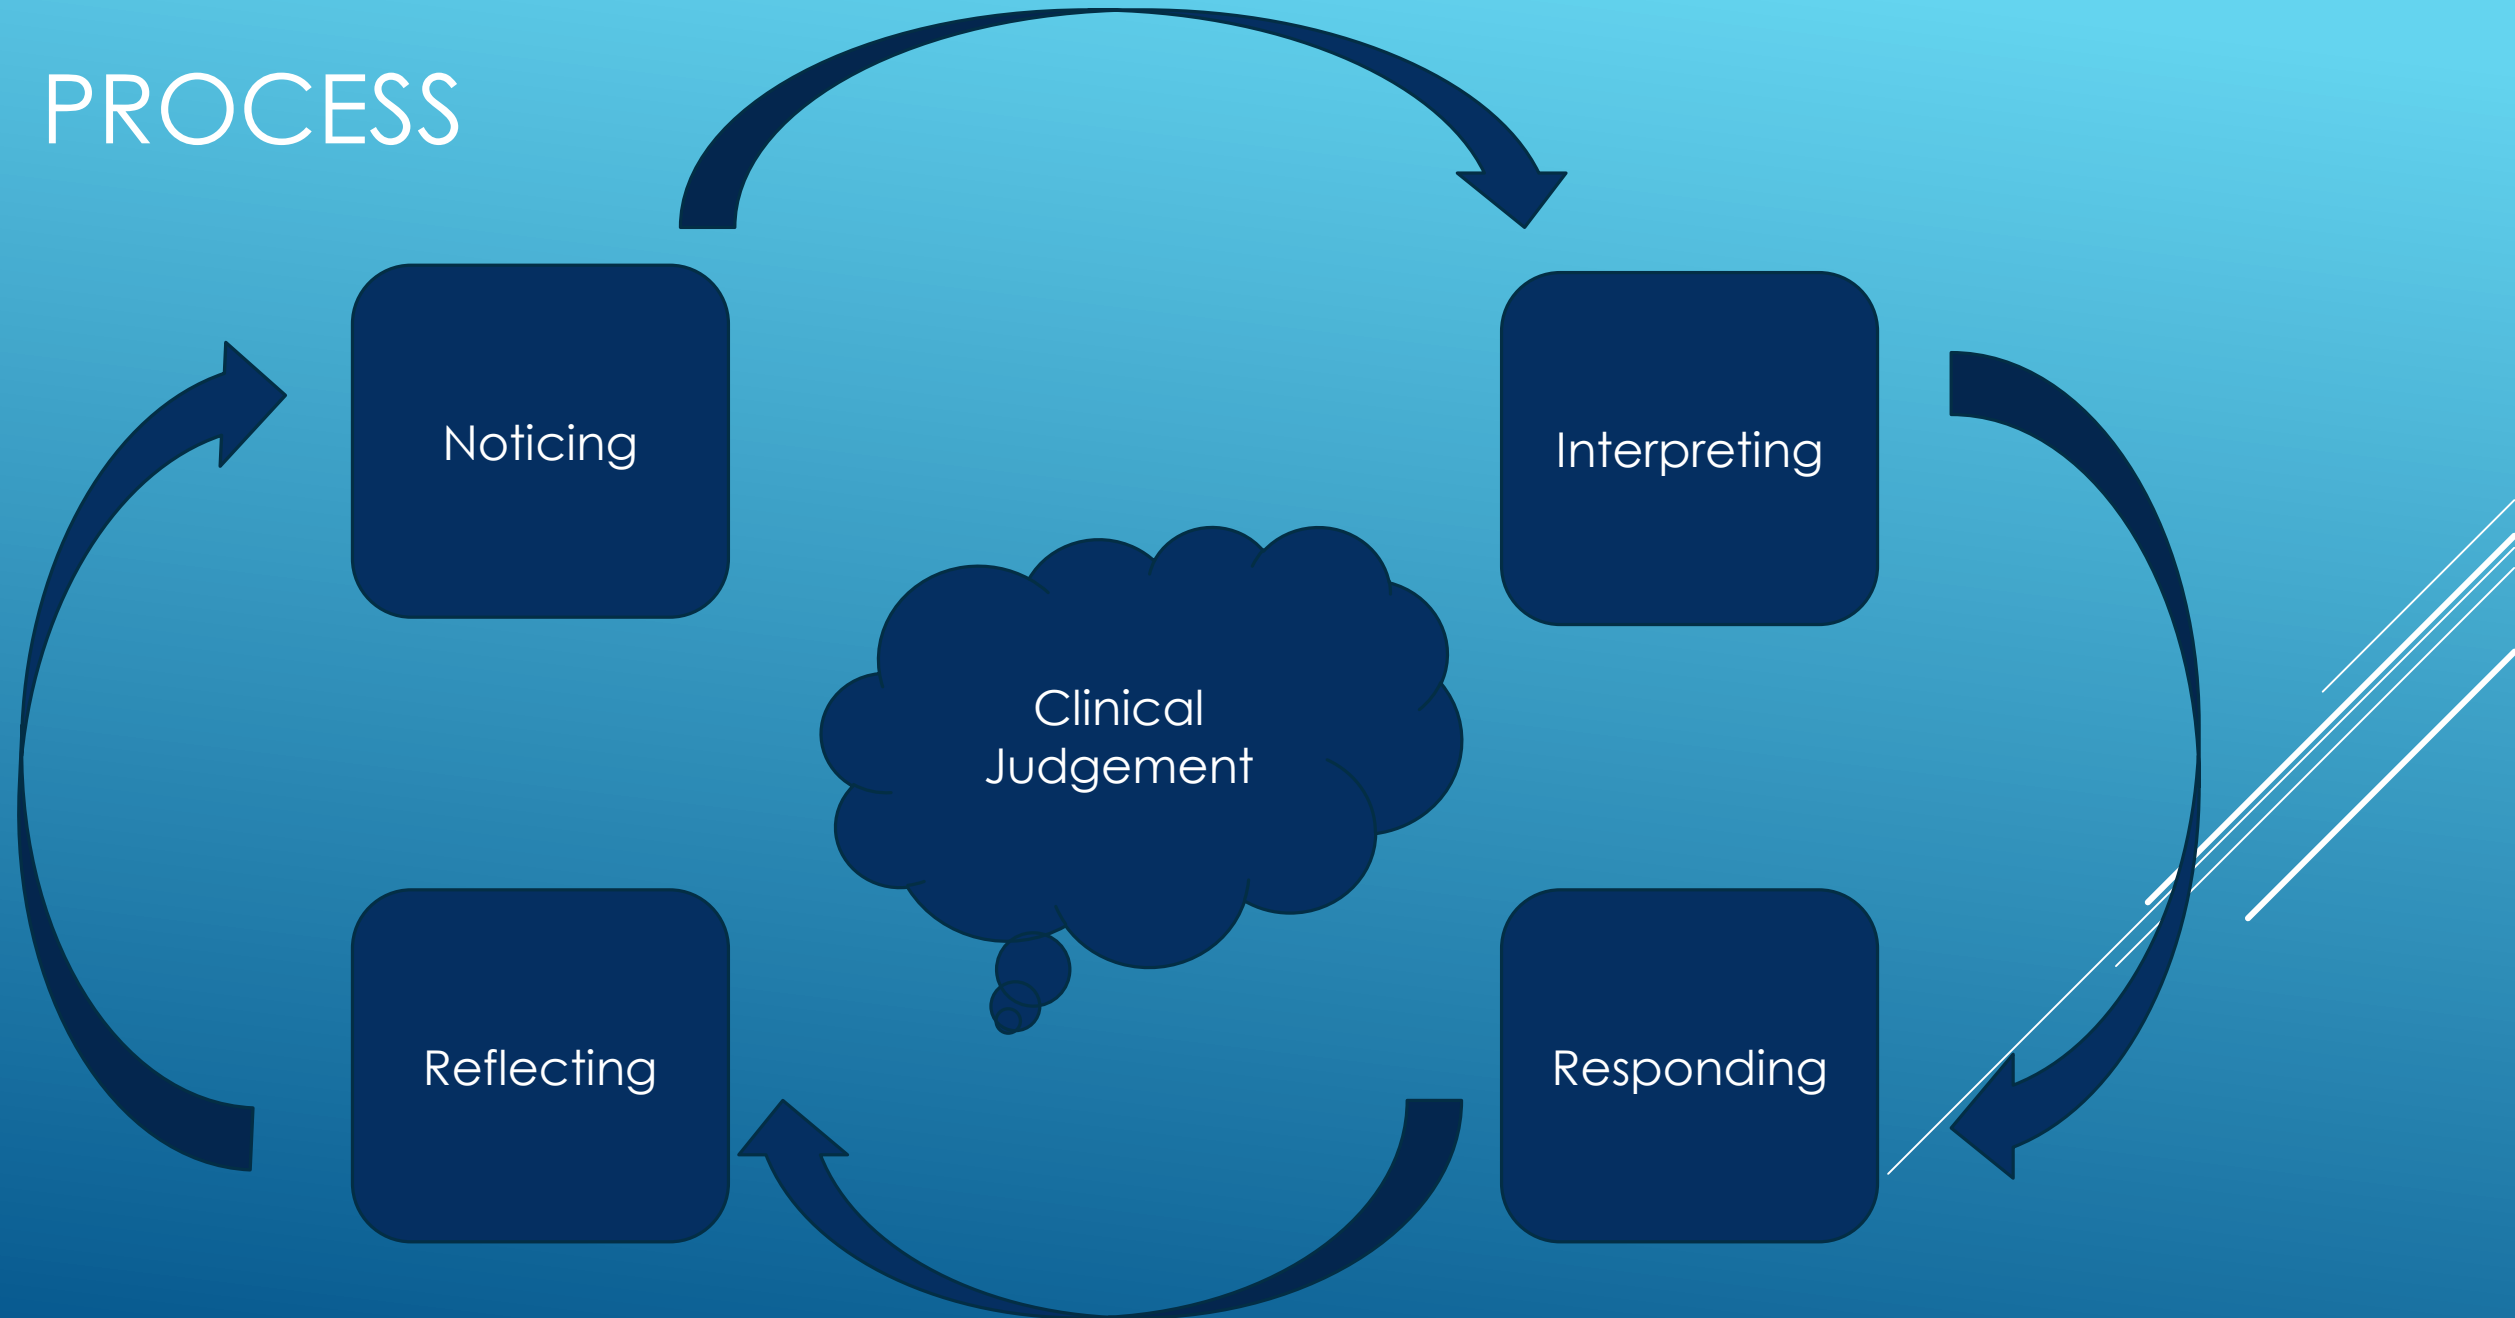 PROCESS
Noticing
Interpreting
Clinical
Judgement
Reflecting
Responding